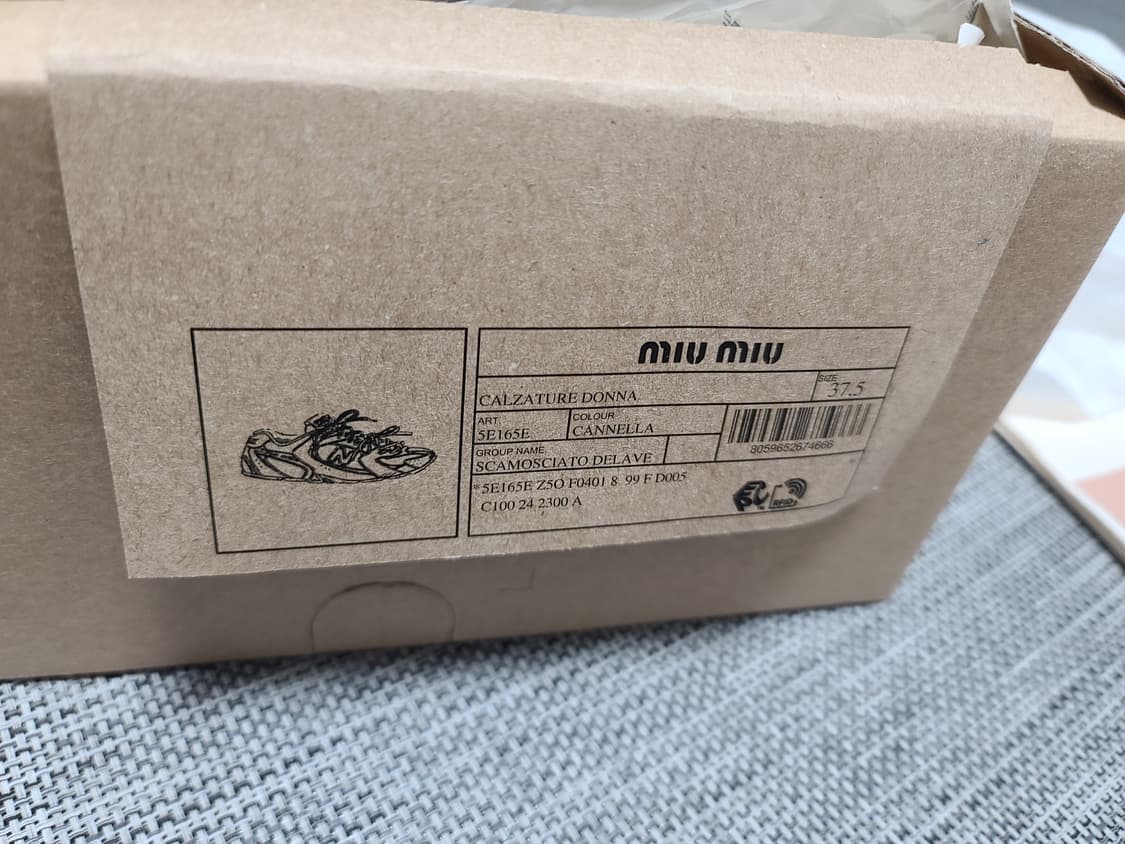 MIU MIU
CALZATURE DONNA
SIZE
37.5
ART.
5E165E
COLOUR
CANNELLA
8059652674666
GROUP NAME
SCAMOSCIATO DELAVE
*5E165E Z5O F0401 8 99 F D005
C100 24 2300 A
RFID
N